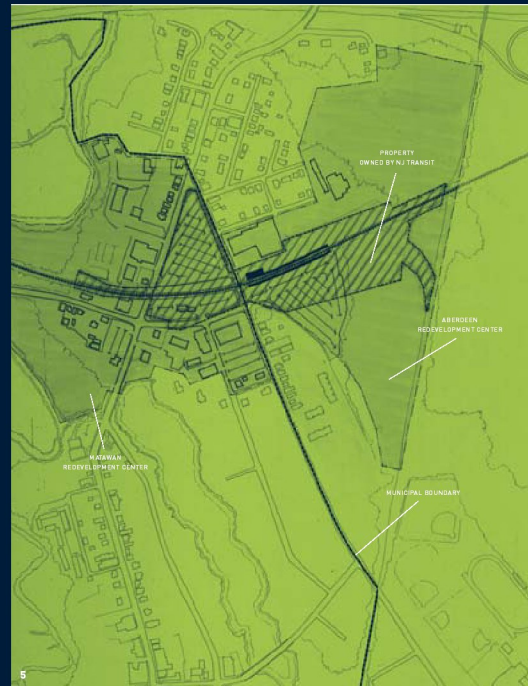 PROPERTY
OWNED BY NJ TRANSIT
ABERDEEN
REDEVELOPMENT CENTER
MATAWAN
REDEVELOPMENT CENTER
MUNICIPAL BOUNDARY
5